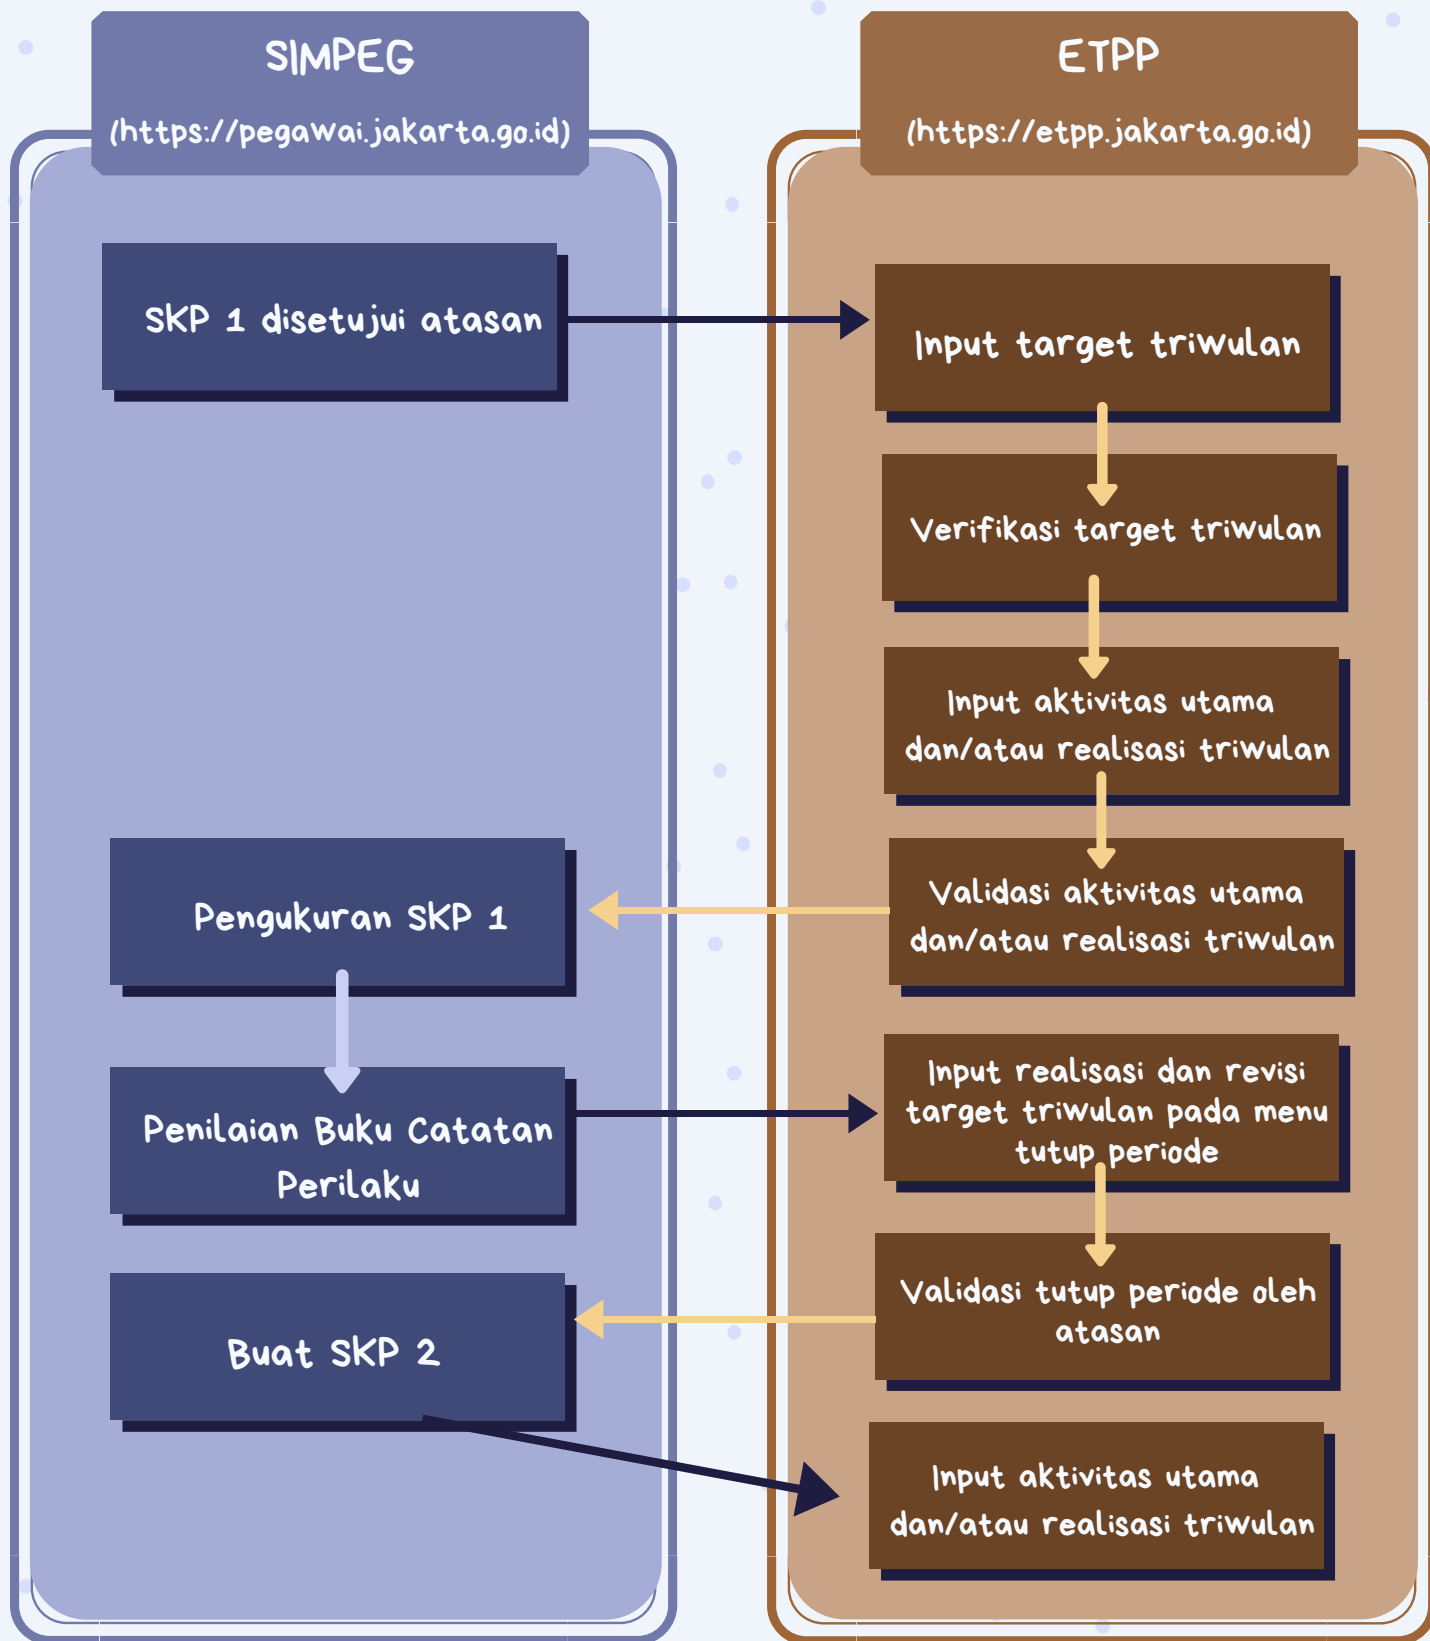 SIMPEG
(https://pegawai.jakarta.go.id)
SKP 1 disetujui atasan
Pengukuran SKP 1
Penilaian Buku Catatan
Perilaku
Buat SKP 2
ETPP
(https://etpp.jakarta.go.id)
Input target triwulan
Verifikasi target triwulan
Input aktivitas utama
dan/atau realisasi triwulan
Validasi aktivitas utama
dan/atau realisasi triwulan
Input realisasi dan revisi
target triwulan pada menu
tutup periode
Validasi tutup periode oleh
atasan
Input aktivitas utama
dan/atau realisasi triwulan